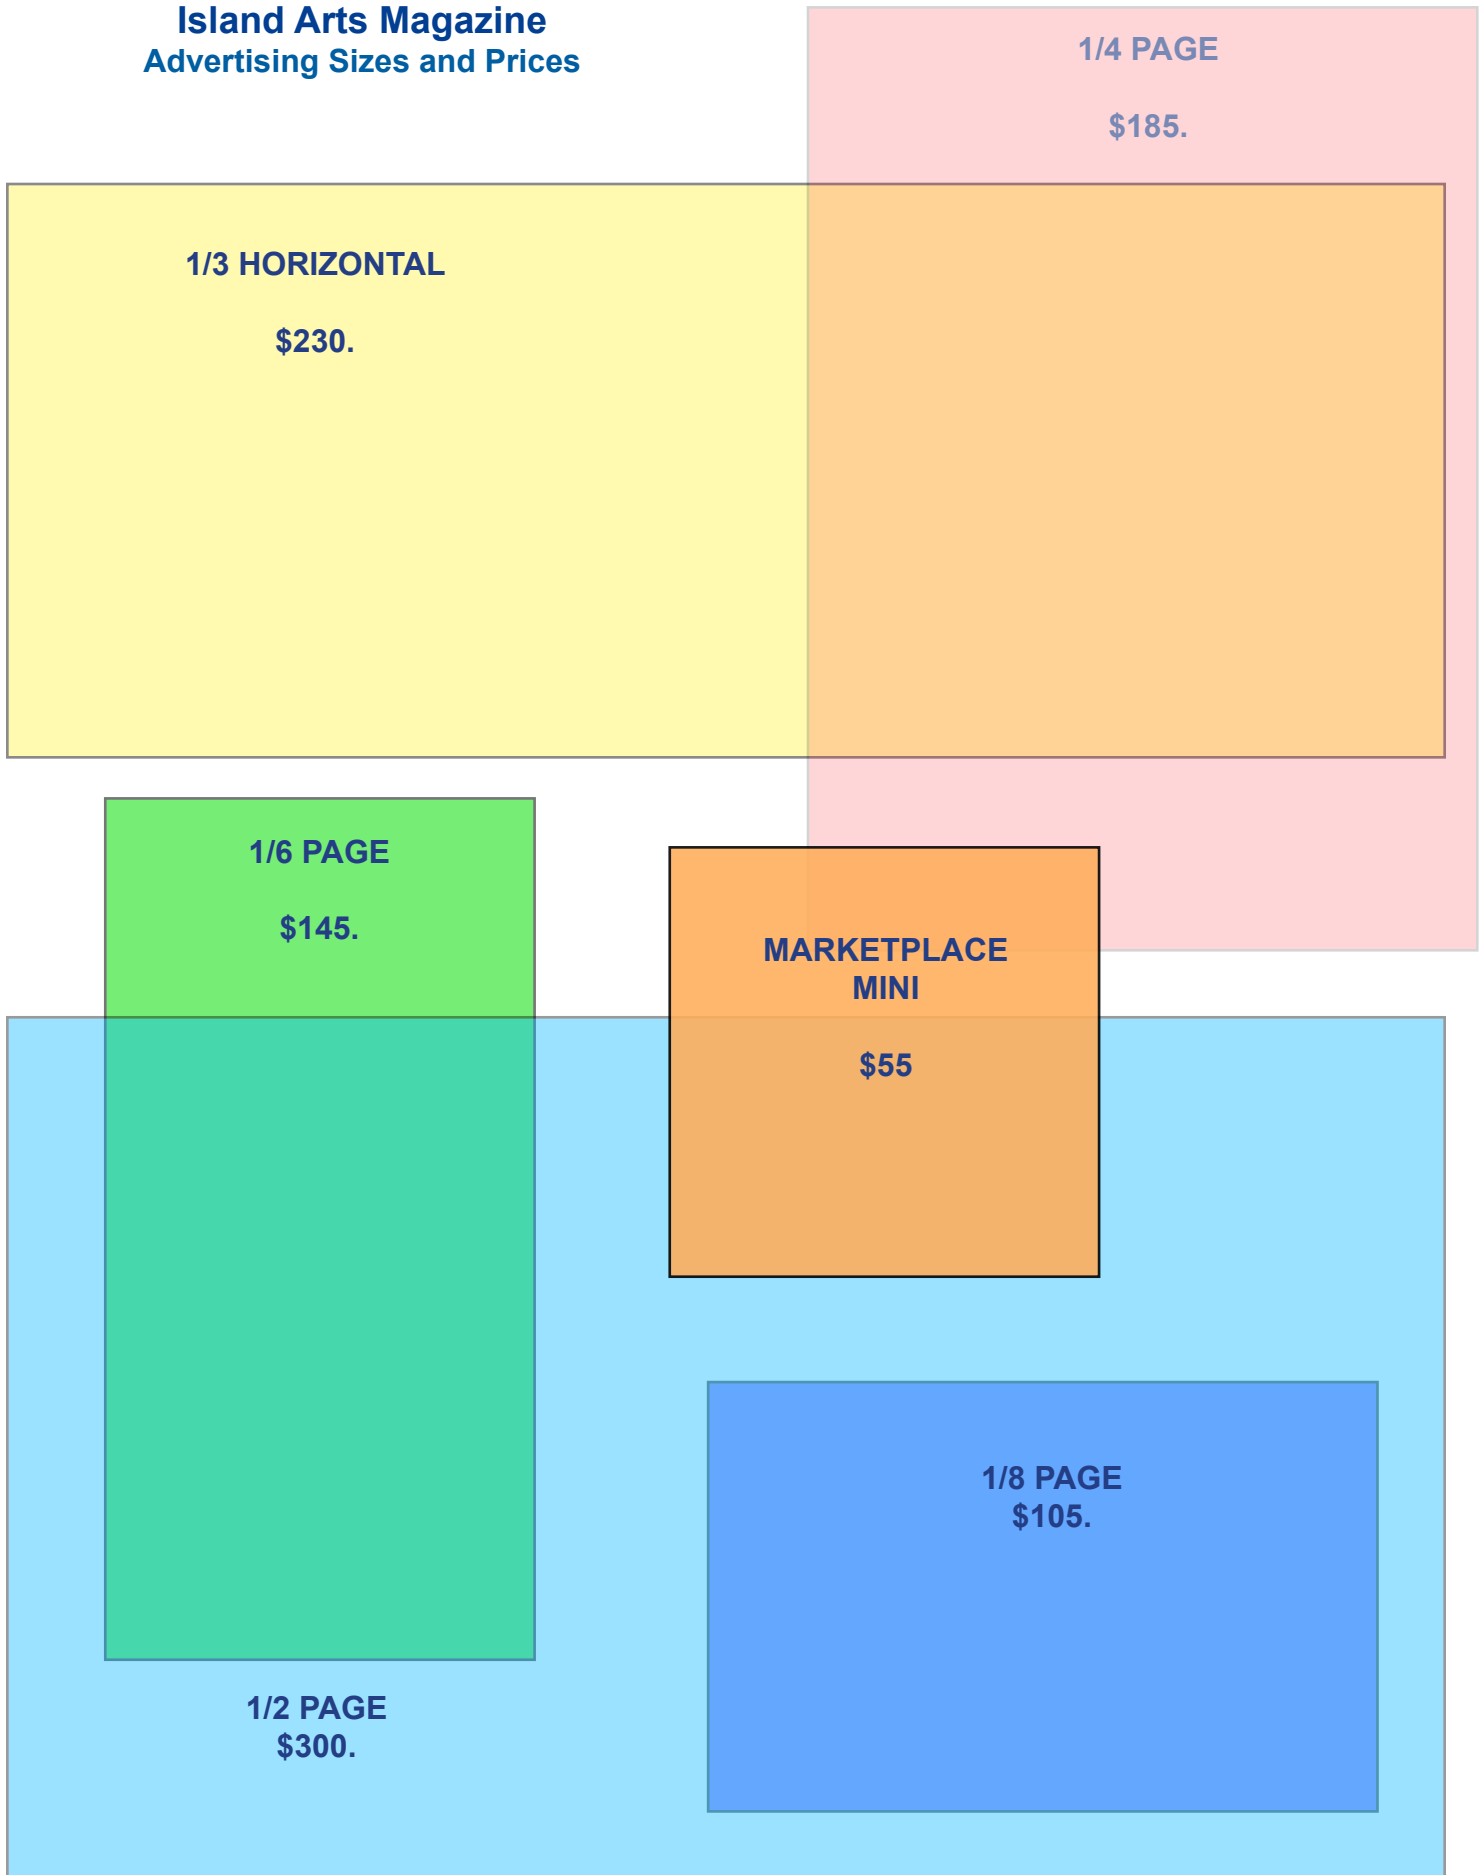 Island Arts Magazine
Advertising Sizes and Prices
1/4 PAGE
$185.
1/3 HORIZONTAL
$230.
1/6 PAGE
$145.
MARKETPLACE
MINI
$55
1/8 PAGE
$105.
1/2 PAGE
$300.